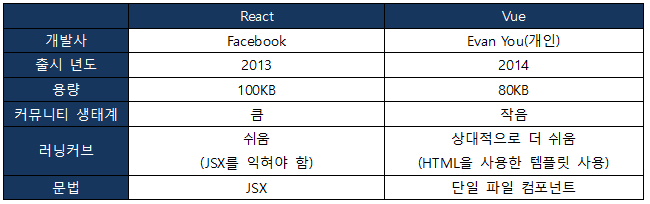 React Vue
개발사 Facebook Evan You(개인)
출시 년도 2013 2014
용량 100KB 80KB
커뮤니티 생태계 큼 작음
러닝커브 쉬움 상대적으로 더 쉬움
(JSX를 익혀야 함) (HTML을 사용한 템플릿 사용)
문법 JSX 단일 파일 컴포넌트